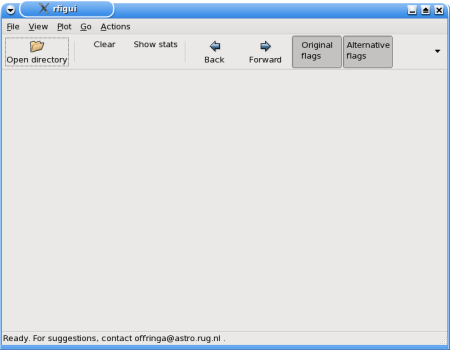 rfigui
File View Plot Go Actions
Open directory Clear Show stats Back Forward Original flags Alternative flags
Ready. For suggestions, contact offringa@astro.rug.nl .